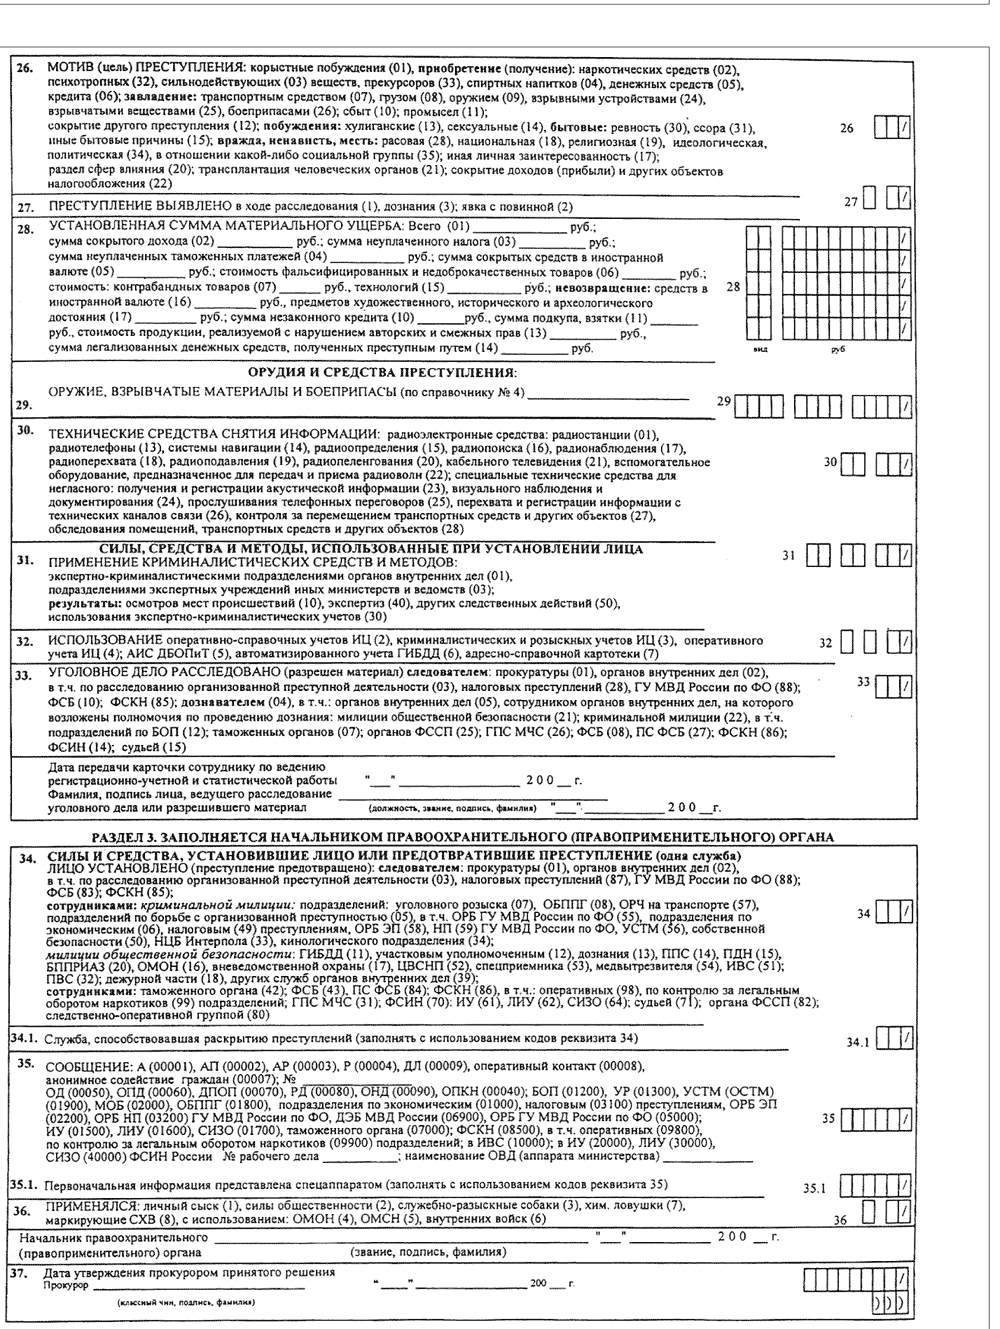 26. МОТИВ (цель) ПРЕСТУПЛЕНИЯ: корыстные побуждения (01), приобретение (получение): наркотических средств (02),
психотропных (32), сильнодействующих (03) веществ, прекурсоров (33), спиртных напитков (04), денежных средств (05),
кредита (06); завладение: транспортным средством (07), грузом (08), оружием (09), взрывными устройствами (24),
взрывчатыми веществами (25), боеприпасами (26); сбыт (10); промысел (11);
сокрытие другого преступления (12); побуждения: хулиганские (13), сексуальные (14), бытовые: ревность (30), ссора (31), 26
иные бытовые причины (15); вражда, ненависть, месть: расовая (28), национальная (18), религиозная (19), идеологическая,
политическая (34), в отношении какой-либо социальной группы (35); иная личная заинтересованность (17);
раздел сфер влияния (20); трансплантация человеческих органов (21); сокрытие доходов (прибыли) и других объектов
налогообложения (22)
27. ПРЕСТУПЛЕНИЕ ВЫЯВЛЕНО в ходе расследования (1), дознания (3); явка с повинной (2) 27
28. УСТАНОВЛЕННАЯ СУММА МАТЕРИАЛЬНОГО УЩЕРБА: Всего (01) ______ руб.;
сумма сокрытого дохода (02) ______ руб.; сумма неуплаченного налога (03) ______ руб.;
сумма неуплаченных таможенных платежей (04) ______ руб.; сумма сокрытых средств в иностранной
валюте (05) ______ руб.; стоимость фальсифицированных и недоброкачественных товаров (06) ______ руб.;
стоимость: контрабандных товаров (07) ______ руб., технологий (15) ______ руб.; невозвращение: средств в 28
иностранной валюте (16) ______ руб., предметов художественного, исторического и археологического
достояния (17) ______ руб.; сумма незаконного кредита (10) ______руб., сумма подкупа, взятки (11) ______
руб., стоимость продукции, реализуемой с нарушением авторских и смежных прав (13) ______ руб.,
сумма легализованных денежных средств, полученных преступным путем (14) ______ руб. вид руб
ОРУДИЯ И СРЕДСТВА ПРЕСТУПЛЕНИЯ:
29. ОРУЖИЕ, ВЗРЫВЧАТЫЕ МАТЕРИАЛЫ И БОЕПРИПАСЫ (по справочнику № 4) ______ 29
30. ТЕХНИЧЕСКИЕ СРЕДСТВА СНЯТИЯ ИНФОРМАЦИИ: радиоэлектронные средства: радиостанции (01),
радиотелефоны (13), системы навигации (14), радиоопределения (15), радиопоиска (16), радионаблюдения (17),
радиоперехвата (18), радиоподавления (19), радиопеленгования (20), кабельного телевидения (21), вспомогательное 30
оборудование, предназначенное для передач и приема радиоволн (22); специальные технические средства для
негласного: получения и регистрации акустической информации (23), визуального наблюдения и
документирования (24), прослушивания телефонных переговоров (25), перехвата и регистрации информации с
технических каналов связи (26), контроля за перемещением транспортных средств и других объектов (27),
обследования помещений, транспортных средств и других объектов (28)
СИЛЫ, СРЕДСТВА И МЕТОДЫ, ИСПОЛЬЗОВАННЫЕ ПРИ УСТАНОВЛЕНИИ ЛИЦА 31
31. ПРИМЕНЕНИЕ КРИМИНАЛИСТИЧЕСКИХ СРЕДСТВ И МЕТОДОВ:
экспертно-криминалистическими подразделениями органов внутренних дел (01),
подразделениями экспертных учреждений иных министерств и ведомств (03);
результаты: осмотров мест происшествий (10), экспертиз (40), других следственных действий (50),
использования экспертно-криминалистических учетов (30)
32. ИСПОЛЬЗОВАНИЕ оперативно-справочных учетов ИЦ (2), криминалистических и розыскных учетов ИЦ (3), оперативного 32
учета ИЦ (4); АИС ДБОПиТ (5), автоматизированного учета ГИБДД (6), адресно-справочной картотеки (7)
33. УГОЛОВНОЕ ДЕЛО РАССЛЕДОВАНО (разрешен материал) следователем: прокуратуры (01), органов внутренних дел (02), 33
в т.ч. по расследованию организованной преступной деятельности (03), налоговых преступлений (28), ГУ МВД России по ФО (88);
ФСБ (10); ФСКН (85); дознавателем (04), в т.ч.: органов внутренних дел (05), сотрудником органов внутренних дел, на которого
возложены полномочия по проведению дознания: милиции общественной безопасности (21); криминальной милиции (22), в т.ч.
подразделений по БОП (12); таможенных органов (07); органов ФССП (25); ГПС МЧС (26); ФСБ (08), ПС ФСБ (27); ФСКН (86);
ФСИН (14); судьей (15)
Дата передачи карточки сотруднику по ведению
регистрационно-учетной и статистической работы "___" ______ 2 0 0 __ г.
Фамилия, подпись лица, ведущего расследование
уголовного дела или разрешившего материал (должность, звание, подпись, фамилия) "___" ______ 2 0 0 __г.
РАЗДЕЛ 3. ЗАПОЛНЯЕТСЯ НАЧАЛЬНИКОМ ПРАВООХРАНИТЕЛЬНОГО (ПРАВОПРИМЕНИТЕЛЬНОГО) ОРГАНА
34. СИЛЫ И СРЕДСТВА, УСТАНОВИВШИЕ ЛИЦО ИЛИ ПРЕДОТВРАТИВШИЕ ПРЕСТУПЛЕНИЕ (одна служба)
ЛИЦО УСТАНОВЛЕНО (преступление предотвращено): следователем: прокуратуры (01), органов внутренних дел (02),
в т.ч. по расследованию организованной преступной деятельности (03), налоговых преступлений (87), ГУ МВД России по ФО (88);
ФСБ (83); ФСКН (85);
сотрудниками: криминальной милиции: подразделений: уголовного розыска (07), ОБППГ (08), ОРЧ на транспорте (57), 34
подразделений по борьбе с организованной преступностью (05), в т.ч. ОРБ ГУ МВД России по ФО (55), подразделения по
экономическим (06), налоговым (49) преступлениям, ОРБ ЭП (58), НП (59) ГУ МВД России по ФО, УСТМ (56), собственной
безопасности (50), НЦБ Интерпола (33), кинологического подразделения (34);
милиции общественной безопасности: ГИБДД (11), участковым уполномоченным (12), дознания (13), ППС (14), ПДН (15),
БППРИАЗ (20), ОМОН (16), вневедомственной охраны (17), ЦВСНП (52), спецприемника (53), медвытрезвителя (54), ИВС (51);
ПВС (32); дежурной части (18), других служб органов внутренних дел (39);
сотрудниками: таможенного органа (42); ФСБ (43), ПС ФСБ (84); ФСКН (86), в т.ч.: оперативных (98), по контролю за легальным
оборотом наркотиков (99) подразделений; ГПС МЧС (31); ФСИН (70): ИУ (61), ЛИУ (62), СИЗО (64); судьей (71); органа ФССП (82);
следственно-оперативной группой (80)
34.1. Служба, способствовавшая раскрытию преступлений (заполнять с использованием кодов реквизита 34) 34.1
35. СООБЩЕНИЕ: А (00001), АП (00002), АР (00003), Р (00004), ДЛ (00009), оперативный контакт (00008),
анонимное содействие граждан (00007); № ______
ОД (00050), ОПД (00060), ДПОП (00070), РД (00080), ОНД (00090), ОПКН (00040); БОП (01200), УР (01300), УСТМ (ОСТМ)
(01900), МОБ (02000), ОБППГ (01800), подразделения по экономическим (01000), налоговым (03100) преступлениям, ОРБ ЭП
(02200), ОРБ НП (03200) ГУ МВД России по ФО, ДЭБ МВД России (06900), ОРБ ГУ МВД России по ФО (05000); 35
ИУ (01500), ЛИУ (01600), СИЗО (01700), таможенного органа (07000); ФСКН (08500), в т.ч. оперативных (09800),
по контролю за легальным оборотом наркотиков (09900) подразделений; в ИВС (10000); в ИУ (20000), ЛИУ (30000),
СИЗО (40000) ФСИН России № рабочего дела ______; наименование ОВД (аппарата министерства) ______
35.1. Первоначальная информация представлена спецаппаратом (заполнять с использованием кодов реквизита 35) 35.1
36. ПРИМЕНЯЛСЯ: личный сыск (1), силы общественности (2), служебно-разыскные собаки (3), хим. ловушки (7),
маркирующие СХВ (8), с использованием: ОМОН (4), ОМСН (5), внутренних войск (6) 36
Начальник правоохранительного ______ "___" ______ 2 0 0 __ г.
(правоприменительного) органа (звание, подпись, фамилия)
37. Дата утверждения прокурором принятого решения
Прокурор ______ "___" ______ 200 __ г.
(классный чин, подпись, фамилия)